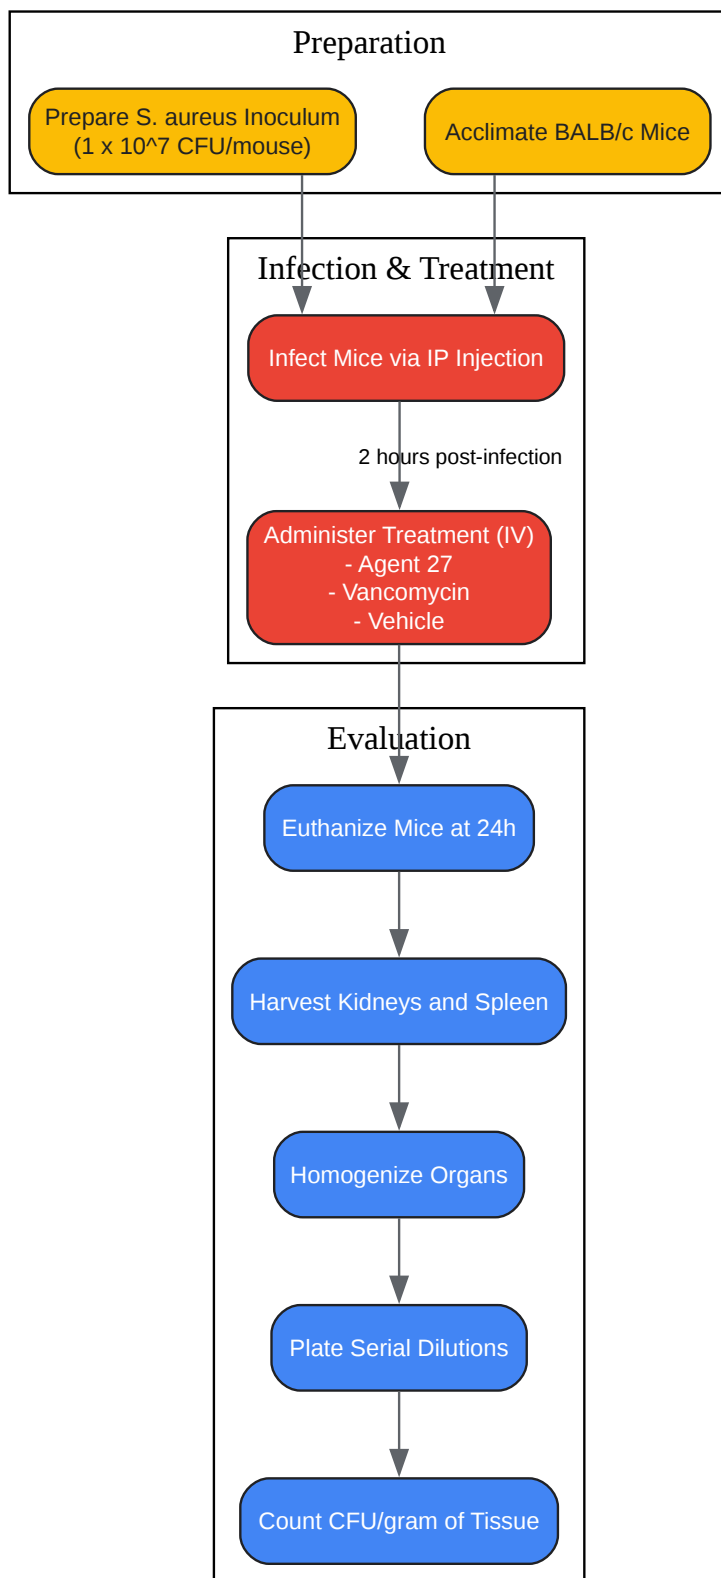 Preparation
Prepare S. aureus Inoculum
(1 x 10^7 CFU/mouse)
Acclimate BALB/c Mice
Infection & Treatment
Infect Mice via IP Injection
2 hours post-infection
Administer Treatment (IV)
- Agent 27
- Vancomycin
- Vehicle
Evaluation
Euthanize Mice at 24h
Harvest Kidneys and Spleen
Homogenize Organs
Plate Serial Dilutions
Count CFU/gram of Tissue